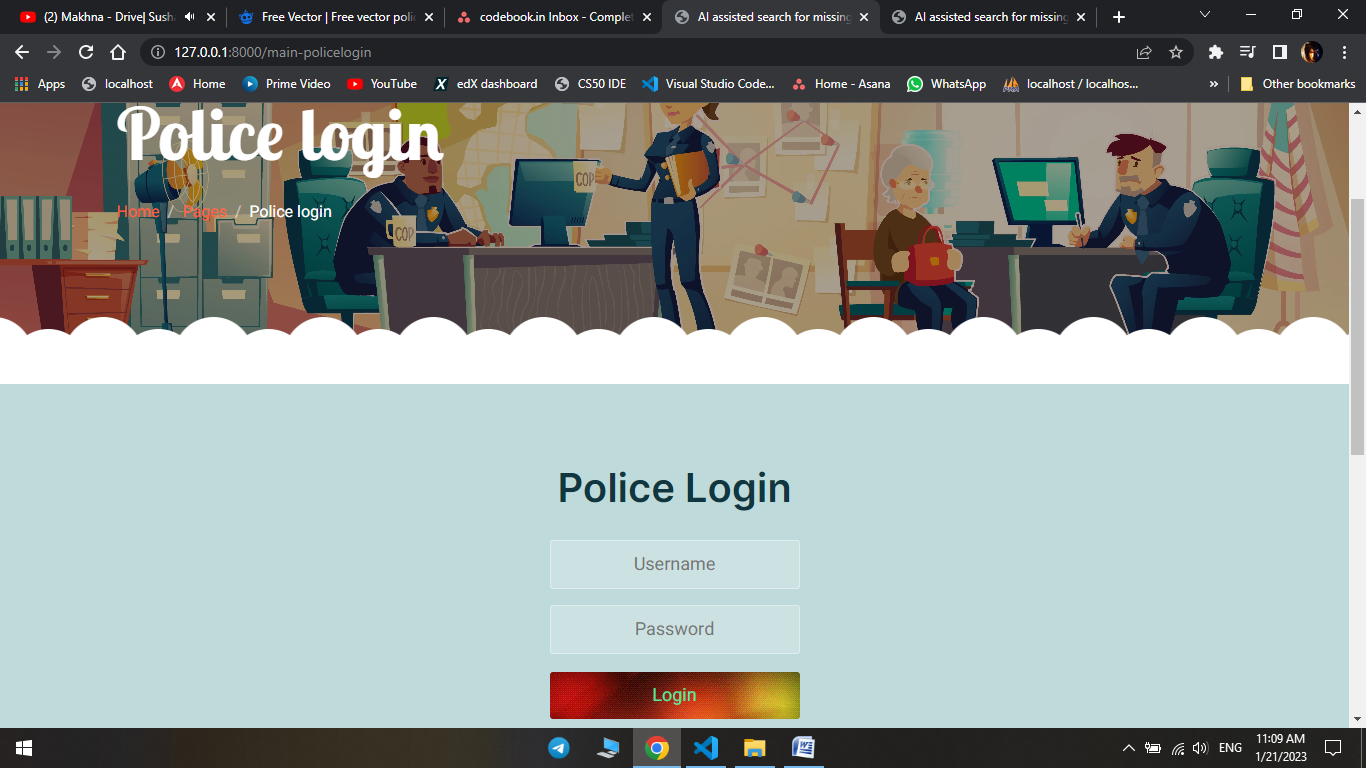 (2) Makhna - Drive| Susha
Free Vector | Free vector polic
codebook.in Inbox - Complet
AI assisted search for missing
AI assisted search for missing
127.0.0.1:8000/main-policelogin
Apps
localhost
Home
Prime Video
YouTube
edX dashboard
CS50 IDE
Visual Studio Code...
Home - Asana
WhatsApp
localhost / localhos...
»
Other bookmarks
Police login
Home / Pages / Police login
COP
COP
Police Login
Username
Password
Login
ENG
11:09 AM
1/21/2023